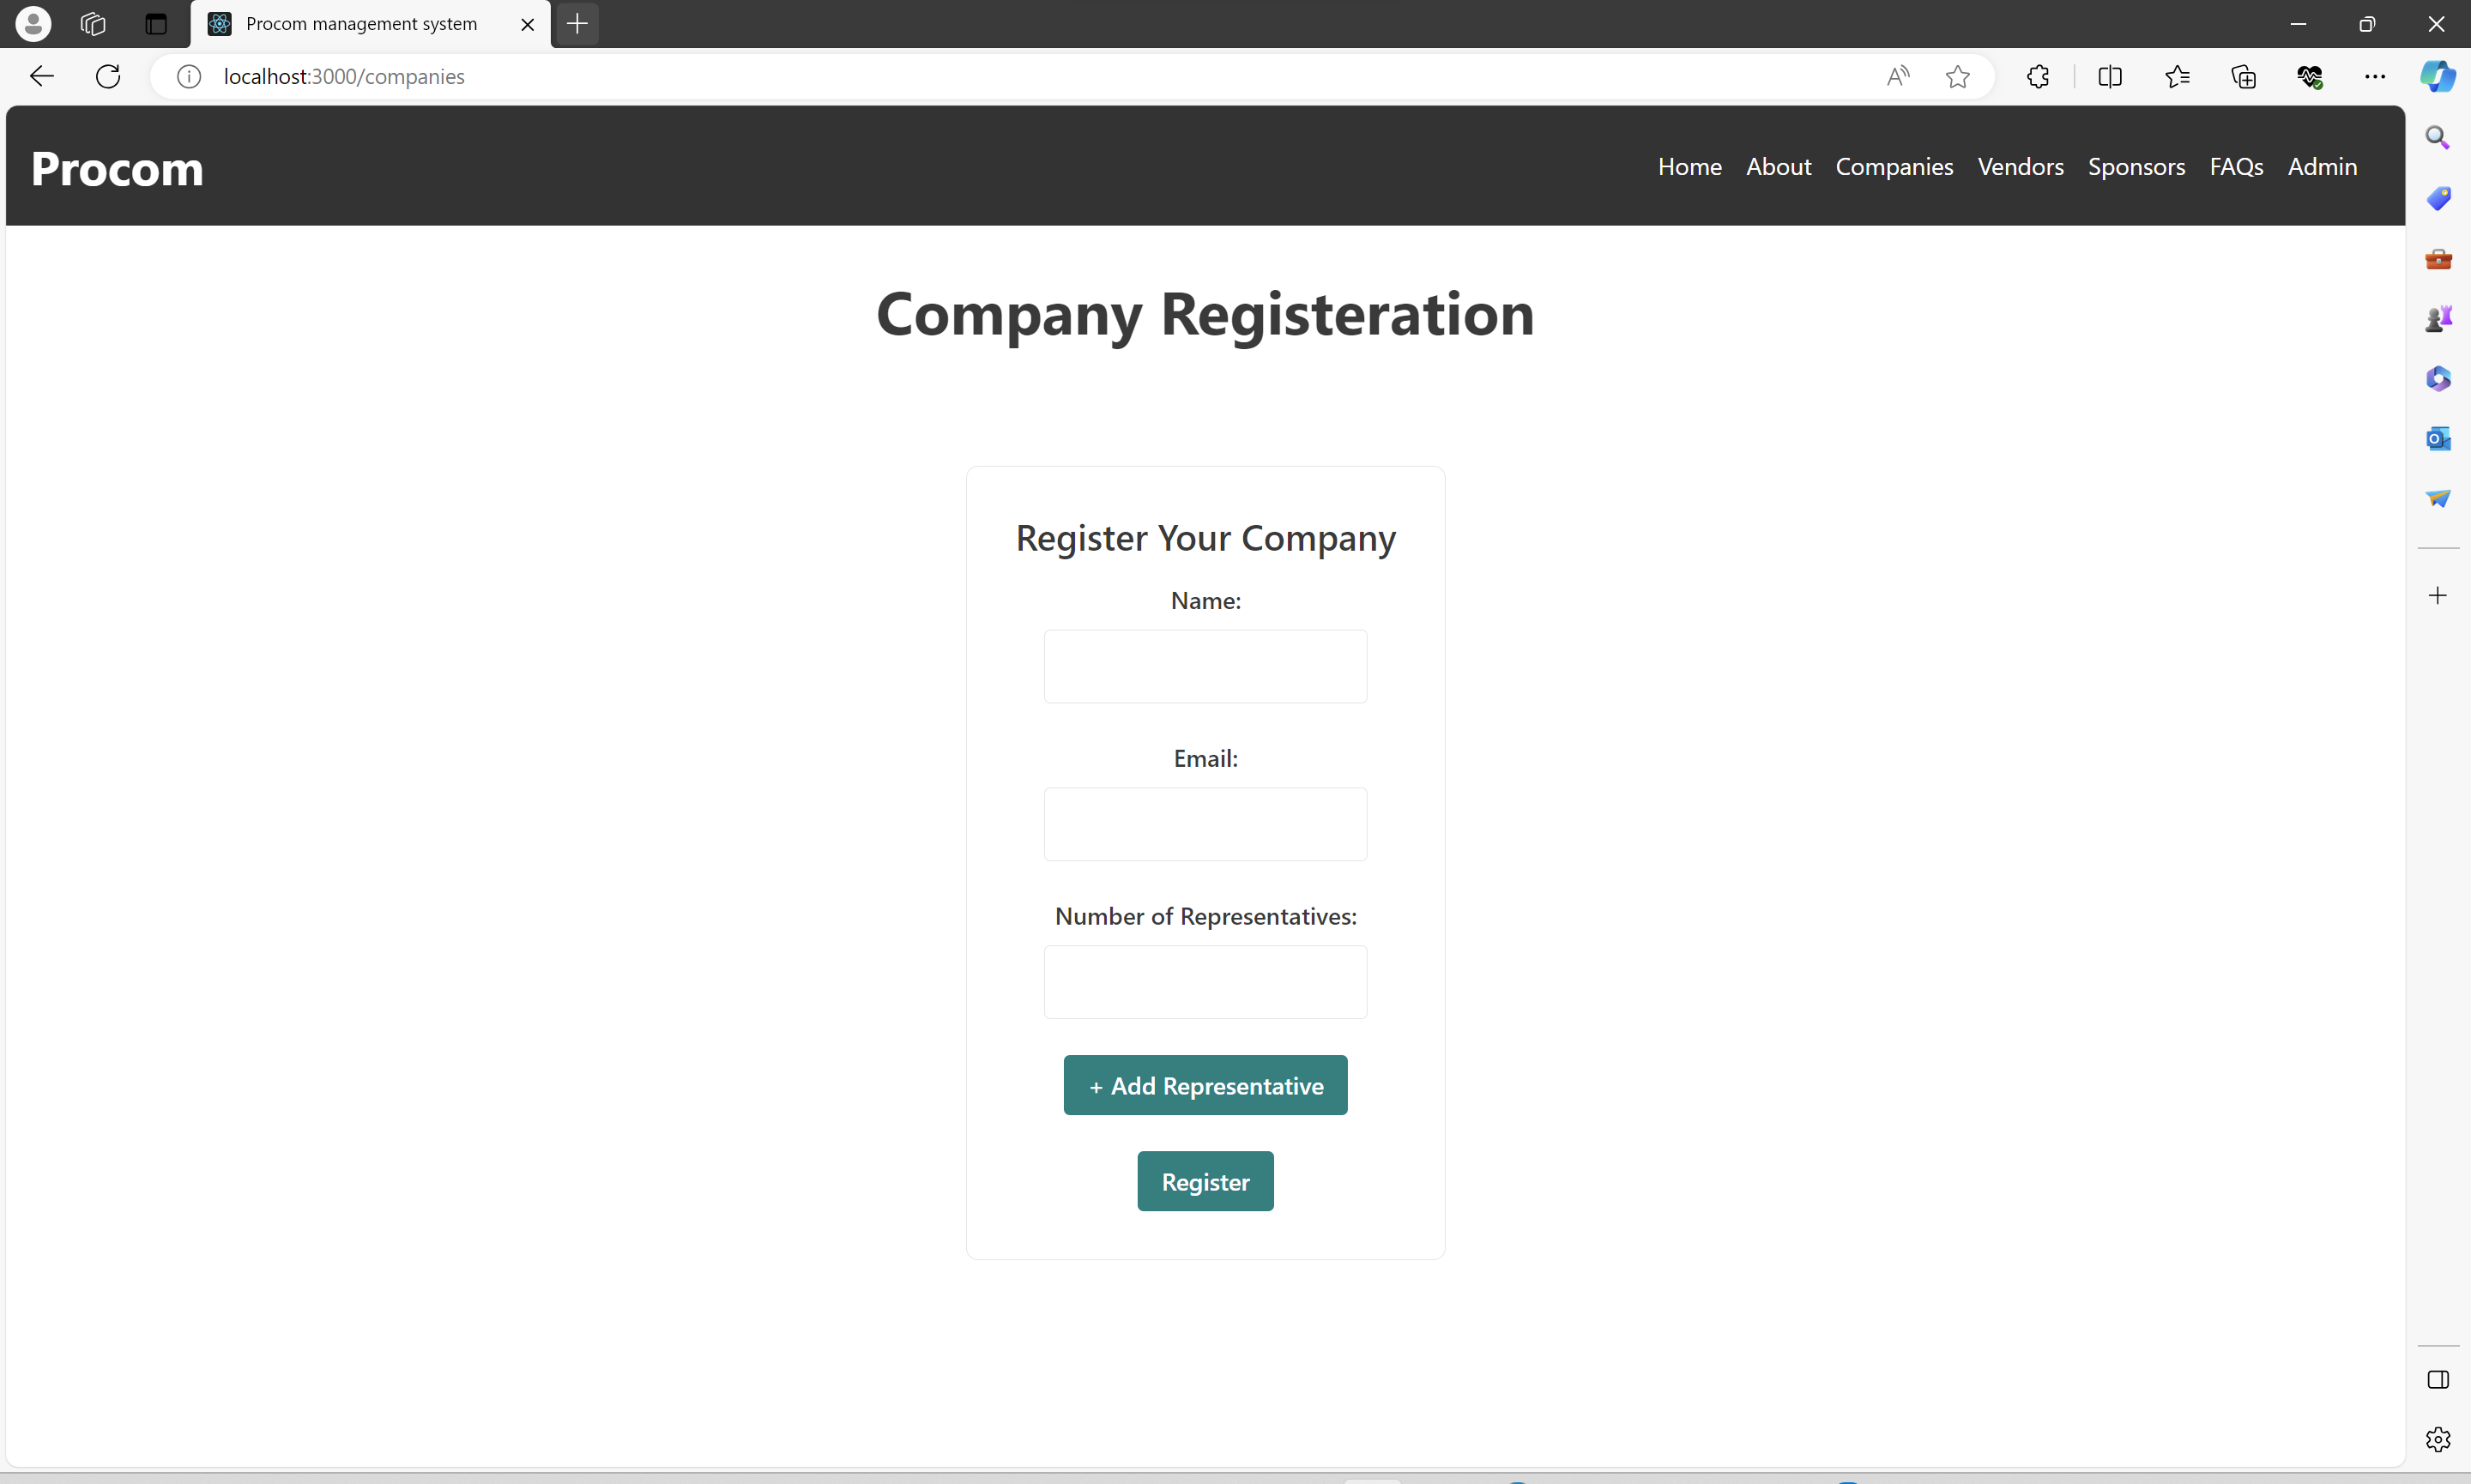 Procom management system
localhost:3000/companies
Procom
Home About Companies Vendors Sponsors FAQs Admin
Company Registeration
Register Your Company
Name:
Email:
Number of Representatives:
+ Add Representative
Register